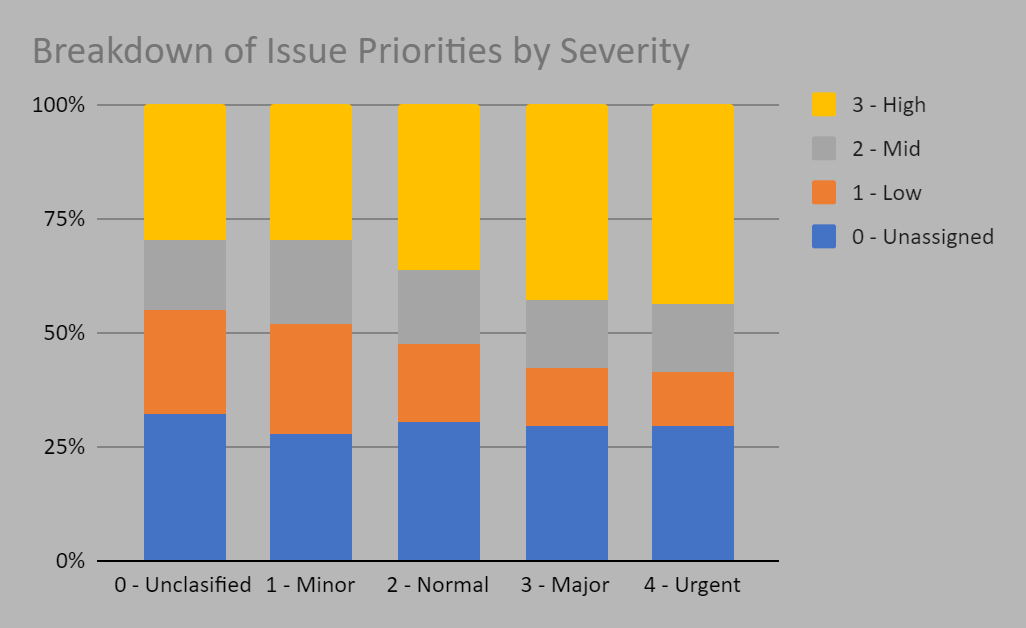 Breakdown of Issue Priorities by Severity
100%
75%
50%
25%
0%
0 - Unclasified
1 - Minor
2 - Normal
3 - Major
4 - Urgent
3 - High
2 - Mid
1 - Low
0 - Unassigned